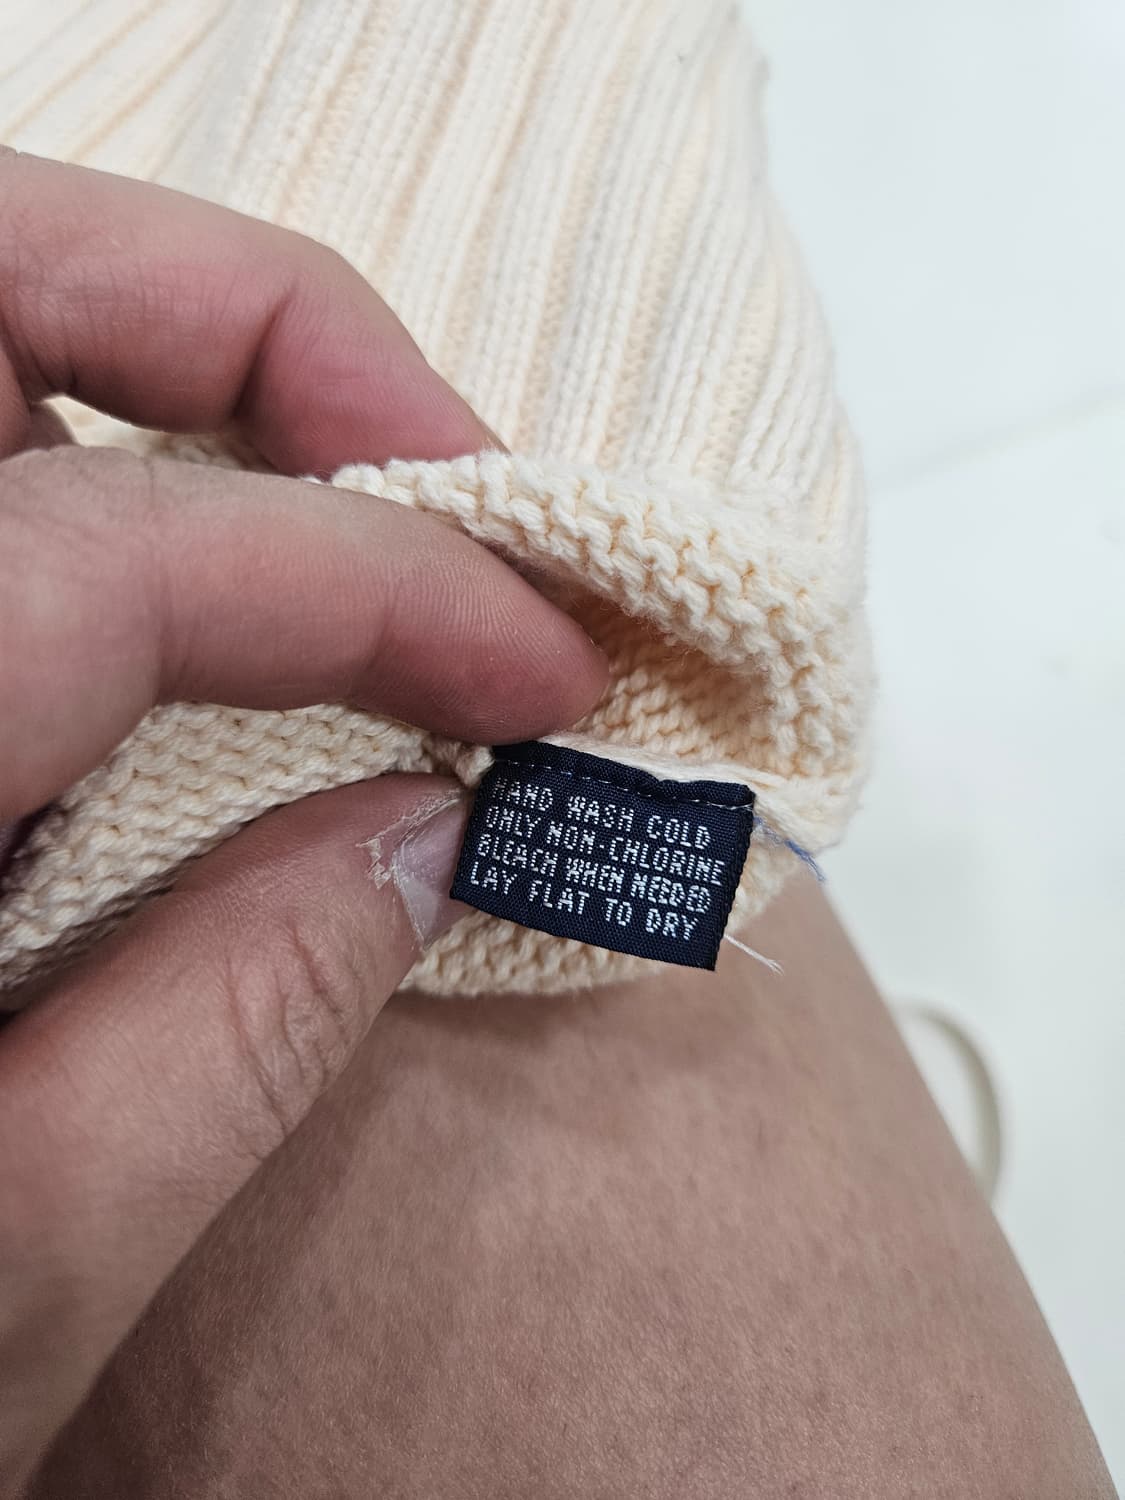 HAND WASH COLD
ONLY NON-CHLORINE
BLEACH WHEN NEEDED
LAY FLAT TO DRY